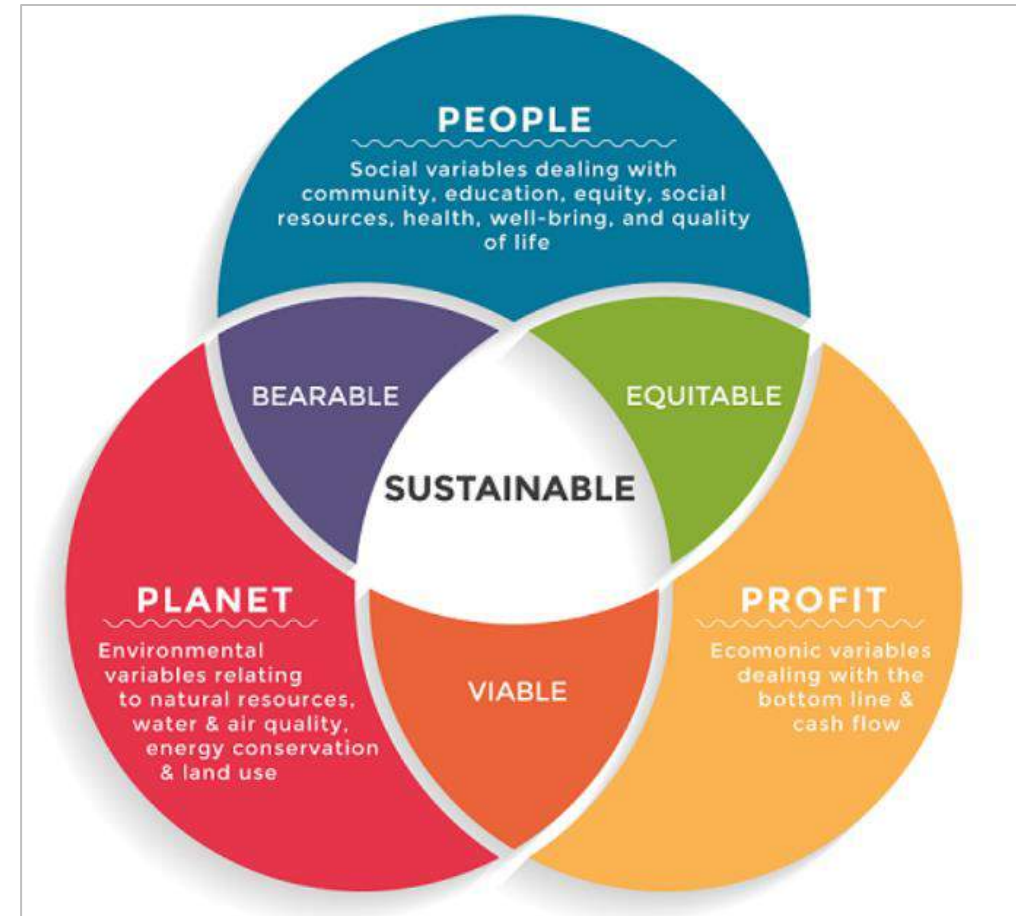 PEOPLE
Social variables dealing with
community, education, equity, social
resources, health, well-bring, and quality
of life
BEARABLE
EQUITABLE
SUSTAINABLE
PLANET
Environmental
variables relating
to natural resources,
water & air quality,
energy conservation
& land use
PROFIT
Ecomonic variables
dealing with the
bottom line &
cash flow
VIABLE